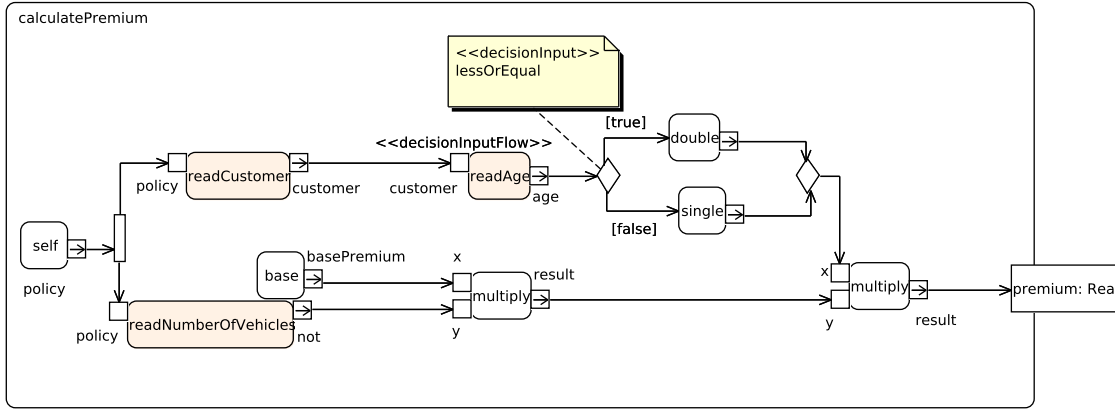 calculatePremium
<<decisionInput>>
lessOrEqual
[true]
double
<<decisionInputFlow>>
readCustomer
readAge
policy
customer
customer
age
single
[false]
self
policy
base
basePremium
x
result
multiply
x
multiply
premium: Rea
readNumberOfVehicles
policy
not
y
y
result